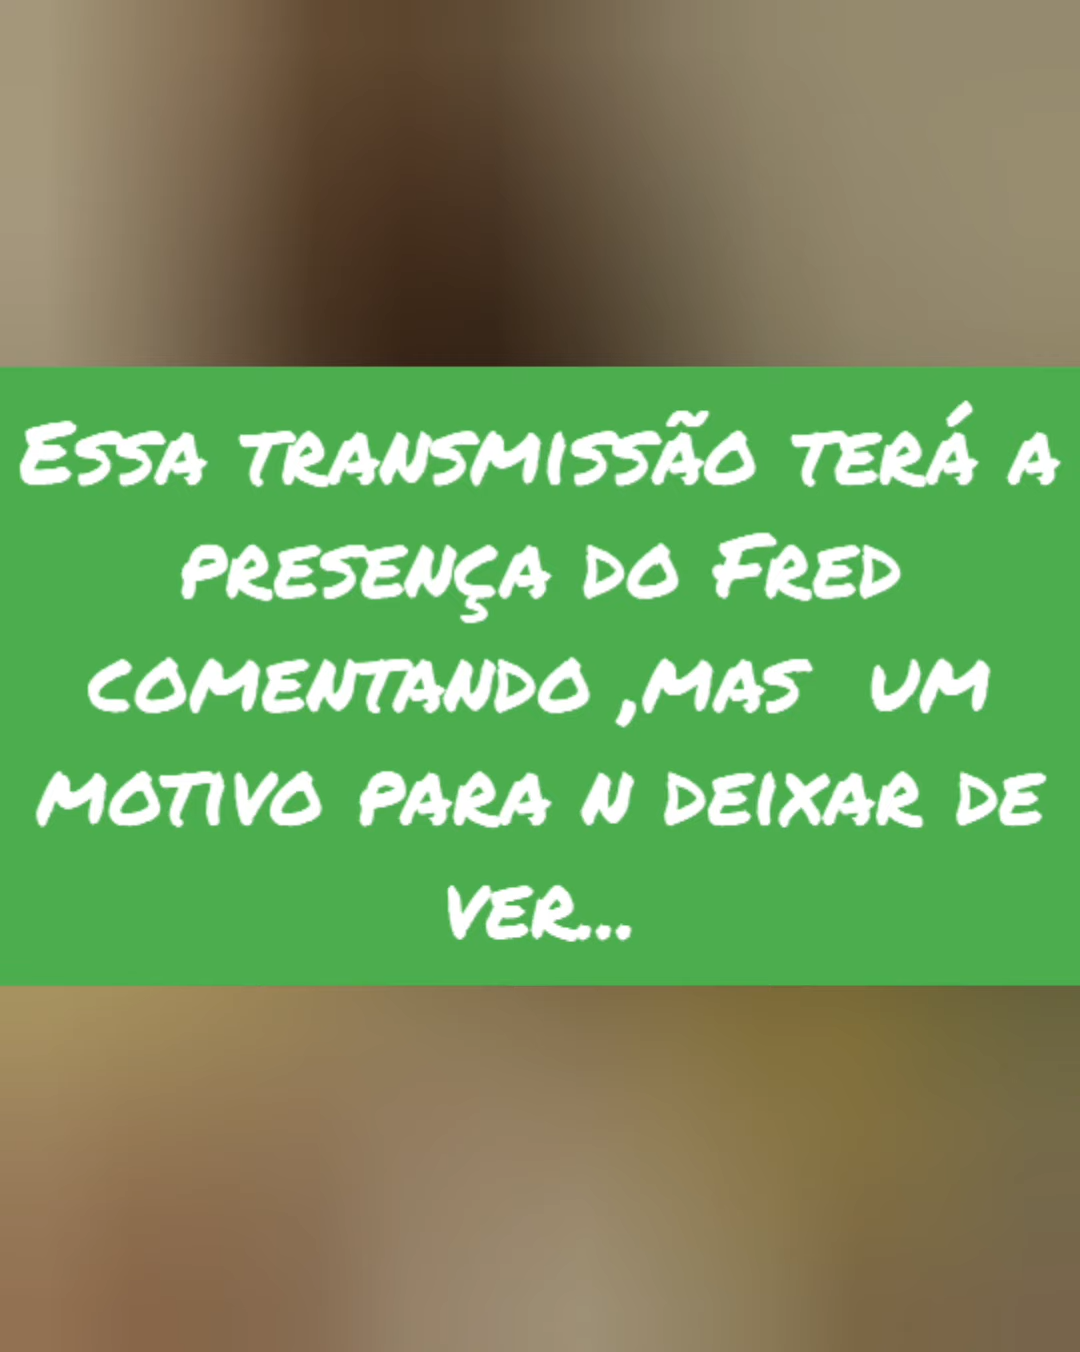 Essa transmissão terá a
presença do Fred
comentando ,mas  um
motivo para n deixar de
ver...